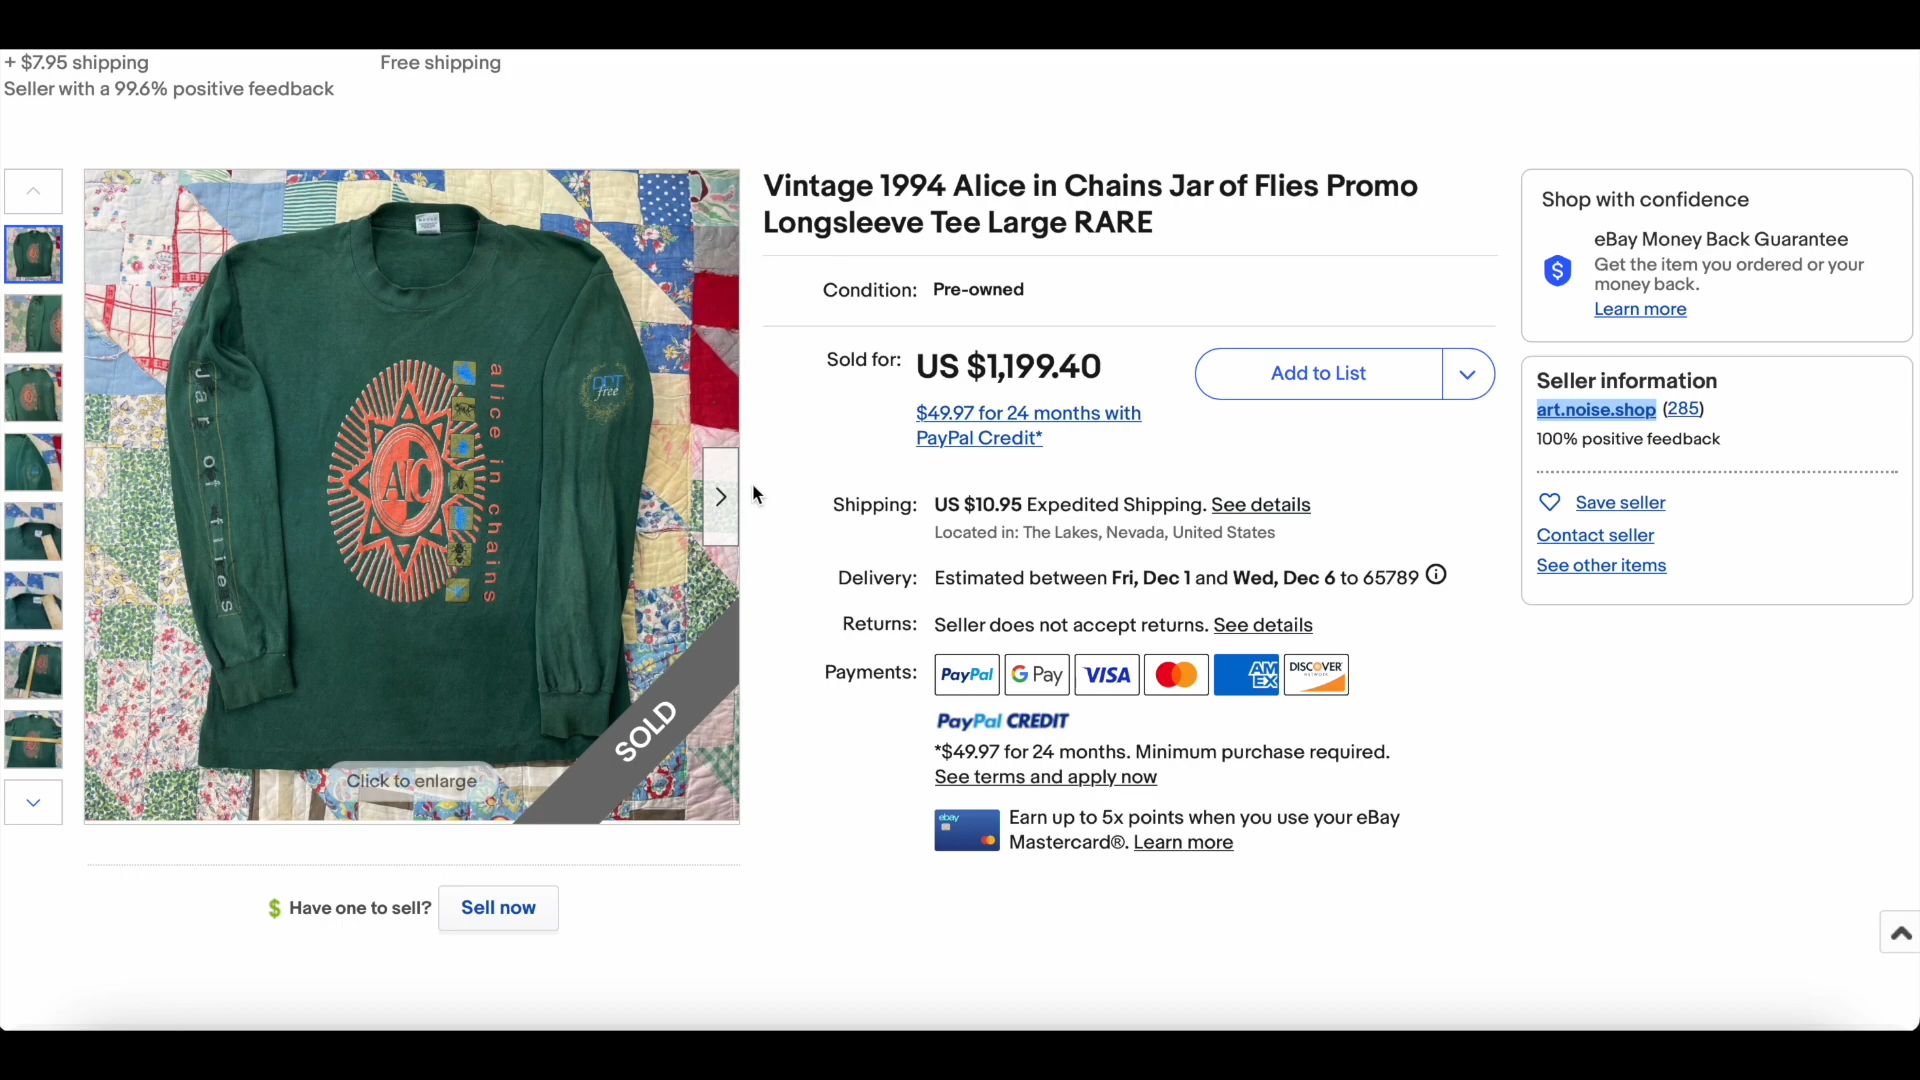 + $7.95 shipping
Free shipping
Seller with a 99.6% positive feedback
Vintage 1994 Alice in Chains Jar of Flies Promo
Longsleeve Tee Large RARE
Condition: Pre-owned
Sold for: US $1,199.40
Add to List
$49.97 for 24 months with
PayPal Credit*
Shipping: US $10.95 Expedited Shipping. See details
Located in: The Lakes, Nevada, United States
Delivery: Estimated between Fri, Dec 1 and Wed, Dec 6 to 65789
Returns: Seller does not accept returns. See details
Payments:
PayPal
G Pay
VISA
AM
EX
DISCOVER
NETWORK
PayPal CREDIT
*$49.97 for 24 months. Minimum purchase required.
See terms and apply now
ebay
Earn up to 5x points when you use your eBay
Mastercard®. Learn more
Shop with confidence
eBay Money Back Guarantee
Get the item you ordered or your
money back.
Learn more
Seller information
art.noise.shop (285)
100% positive feedback
Save seller
Contact seller
See other items
Jar of flies
AIC
alice in chains
DDT
free
SOLD
Click to enlarge
$ Have one to sell? Sell now